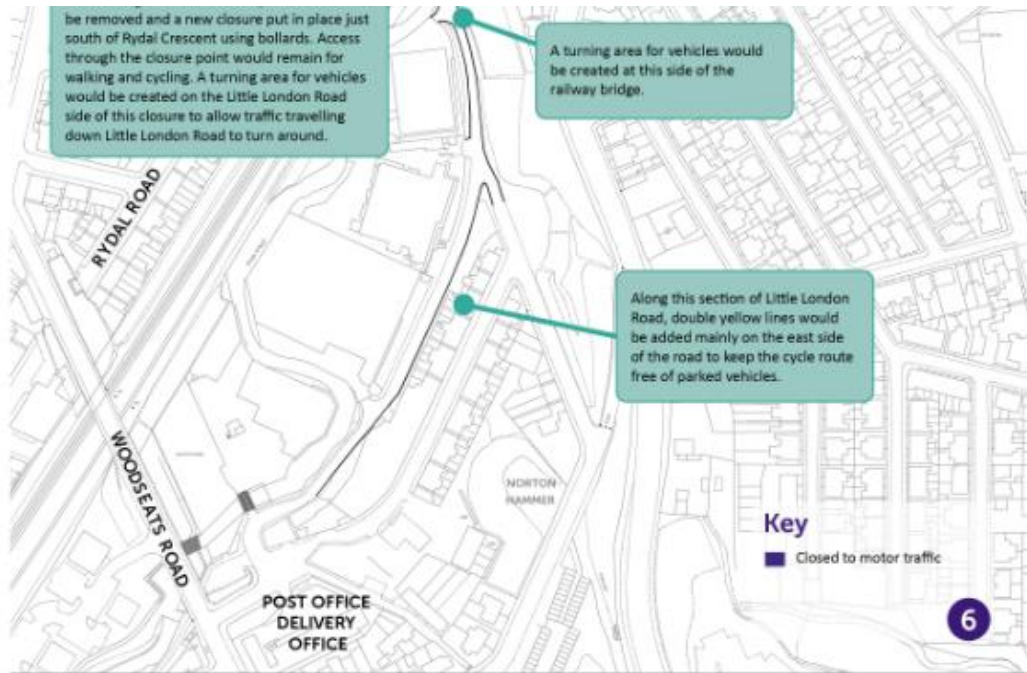 be removed and a new closure put in place just
south of Rydal Crescent using bollards. Access
through the closure point would remain for
walking and cycling. A turning area for vehicles
would be created on the Little London Road
side of this closure to allow traffic travelling
down Little London Road to turn around.
A turning area for vehicles would
be created at this side of the
railway bridge.
RYDAL ROAD
Along this section of Little London
Road, double yellow lines would
be added mainly on the east side
of the road to keep the cycle route
free of parked vehicles.
WOODSEATS ROAD
NORTON
HAMMER
Key
Closed to motor traffic
POST OFFICE
DELIVERY
OFFICE
6